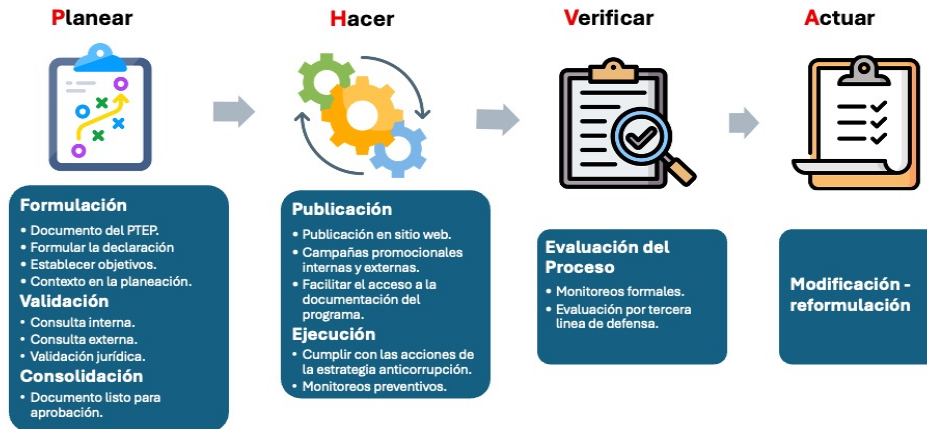 Planear
Formulación
• Documento del PTEP.
• Formular la declaración
• Establecer objetivos.
• Contexto en la planeación.
Validación
• Consulta interna.
• Consulta externa.
• Validación jurídica.
Consolidación
• Documento listo para
aprobación.
Hacer
Publicación
• Publicación en sitio web.
• Campañas promocionales
internas y externas.
• Facilitar el acceso a la
documentación del
programa.
Ejecución
• Cumplir con las acciones de
la estrategia anticorrupción.
• Monitoreos preventivos.
Verificar
Evaluación del
Proceso
• Monitoreos formales.
• Evaluación por tercera
linea de defensa.
Actuar
Modificación -
reformulación